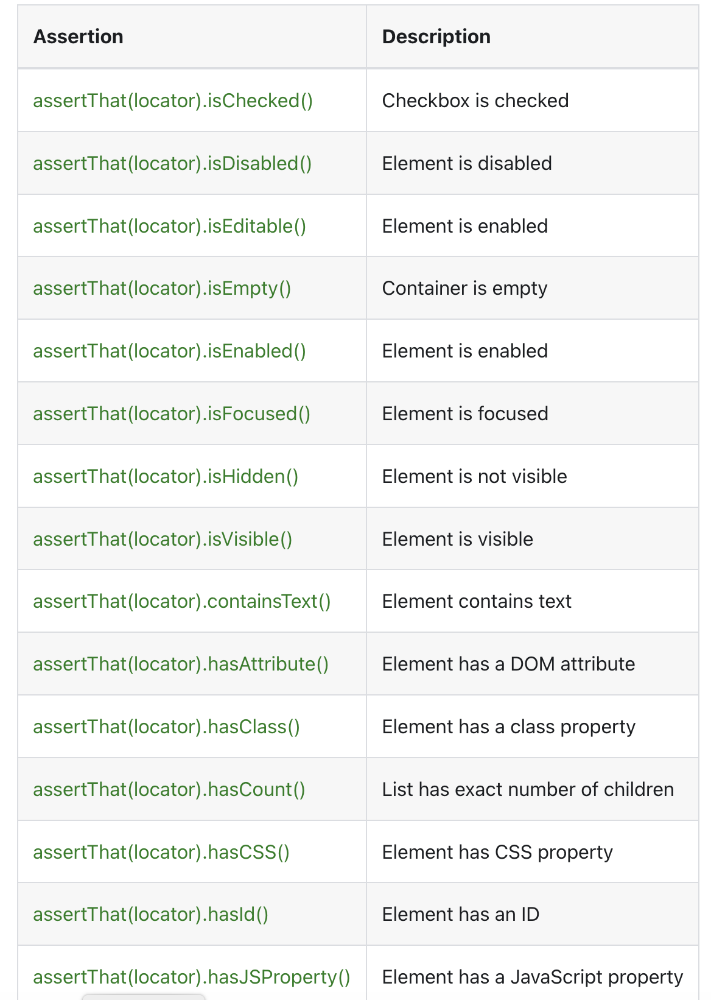 Assertion Description
assertThat(locator).isChecked() Checkbox is checked
assertThat(locator).isDisabled() Element is disabled
assertThat(locator).isEditable() Element is enabled
assertThat(locator).isEmpty() Container is empty
assertThat(locator).isEnabled() Element is enabled
assertThat(locator).isFocused() Element is focused
assertThat(locator).isHidden() Element is not visible
assertThat(locator).isVisible() Element is visible
assertThat(locator).containsText() Element contains text
assertThat(locator).hasAttribute() Element has a DOM attribute
assertThat(locator).hasClass() Element has a class property
assertThat(locator).hasCount() List has exact number of children
assertThat(locator).hasCSS() Element has CSS property
assertThat(locator).hasId() Element has an ID
assertThat(locator).hasJSProperty() Element has a JavaScript property